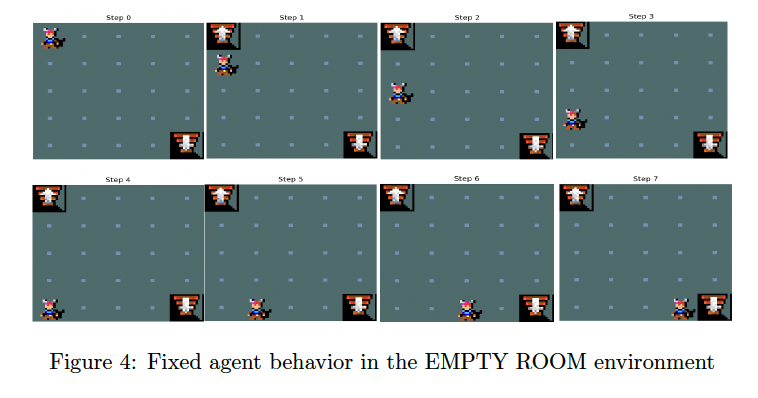 Step 0
Step 1
Step 2
Step 3
Step 4
Step 5
Step 6
Step 7
Figure 4: Fixed agent behavior in the EMPTY ROOM environment